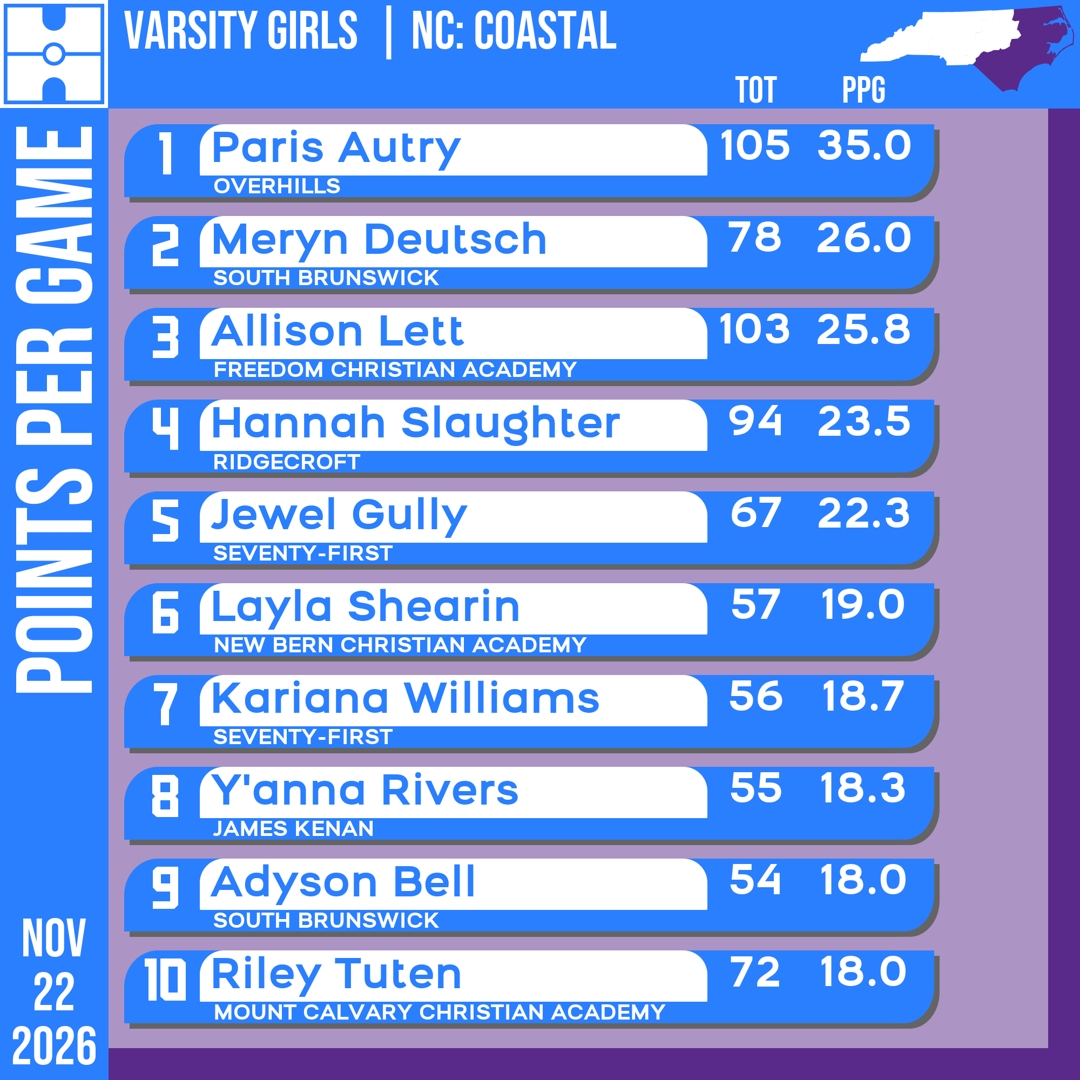 VARSITY GIRLS | NC: COASTAL
TOT PPG
POINTS PER GAME
1 Paris Autry 105 35.0
OVERHILLS
2 Meryn Deutsch 78 26.0
SOUTH BRUNSWICK
3 Allison Lett 103 25.8
FREEDOM CHRISTIAN ACADEMY
4 Hannah Slaughter 94 23.5
RIDGECROFT
5 Jewel Gully 67 22.3
SEVENTY-FIRST
6 Layla Shearin 57 19.0
NEW BERN CHRISTIAN ACADEMY
7 Kariana Williams 56 18.7
SEVENTY-FIRST
8 Y'anna Rivers 55 18.3
JAMES KENAN
9 Adyson Bell 54 18.0
SOUTH BRUNSWICK
10 Riley Tuten 72 18.0
MOUNT CALVARY CHRISTIAN ACADEMY
NOV
22
2026